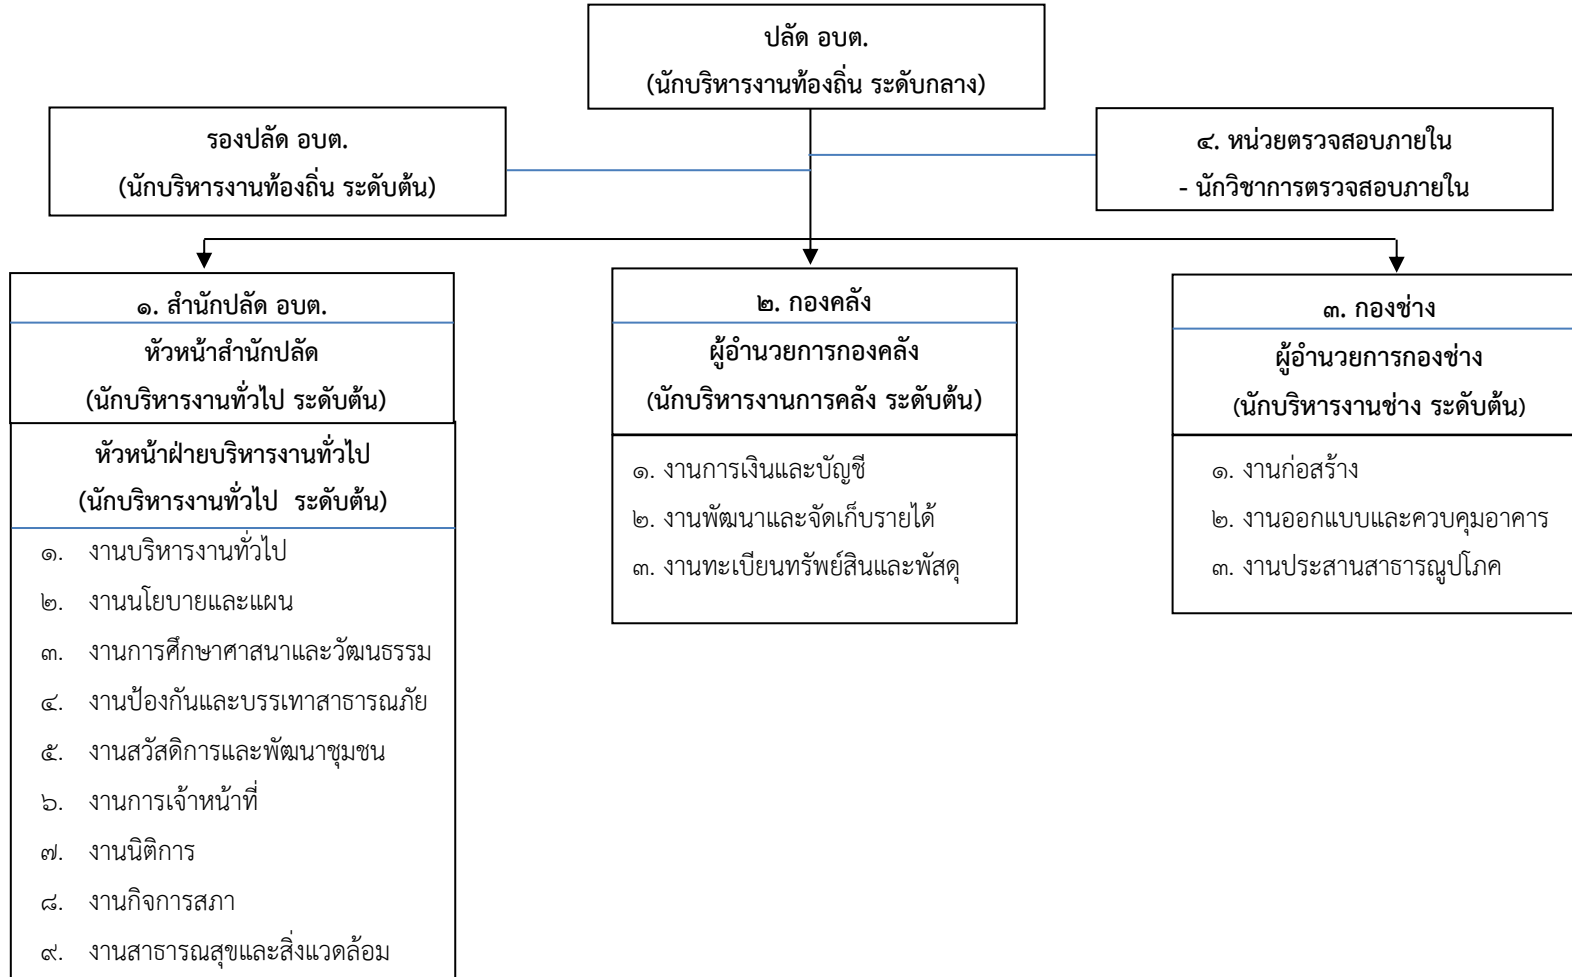 ปลัด อบต.
(นักบริหารงานท้องถิ่น ระดับกลาง)
รองปลัด อบต.
(นักบริหารงานท้องถิ่น ระดับต้น)
๔. หน่วยตรวจสอบภายใน
- นักวิชาการตรวจสอบภายใน
๑. สำนักปลัด อบต.
หัวหน้าสำนักปลัด
(นักบริหารงานทั่วไป ระดับต้น)
หัวหน้าฝ่ายบริหารงานทั่วไป
(นักบริหารงานทั่วไป ระดับต้น)
๑. งานบริหารงานทั่วไป
๒. งานนโยบายและแผน
๓. งานการศึกษาศาสนาและวัฒนธรรม
๔. งานป้องกันและบรรเทาสาธารณภัย
๕. งานสวัสดิการและพัฒนาชุมชน
๖. งานการเจ้าหน้าที่
๗. งานนิติการ
๘. งานกิจการสภา
๙. งานสาธารณสุขและสิ่งแวดล้อม
๒. กองคลัง
ผู้อำนวยการกองคลัง
(นักบริหารงานการคลัง ระดับต้น)
๑. งานการเงินและบัญชี
๒. งานพัฒนาและจัดเก็บรายได้
๓. งานทะเบียนทรัพย์สินและพัสดุ
๓. กองช่าง
ผู้อำนวยการกองช่าง
(นักบริหารงานช่าง ระดับต้น)
๑. งานก่อสร้าง
๒. งานออกแบบและควบคุมอาคาร
๓. งานประสานสาธารณูปโภค